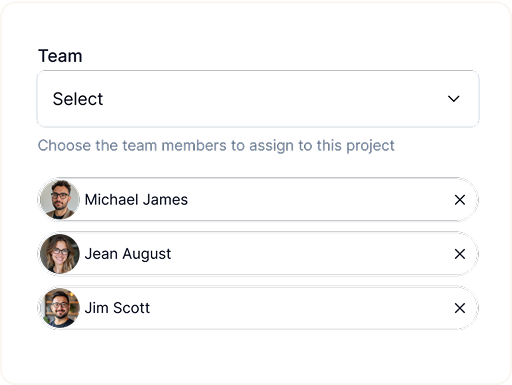 Team
Select
Choose the team members to assign to this project
Michael James
Jean August
Jim Scott